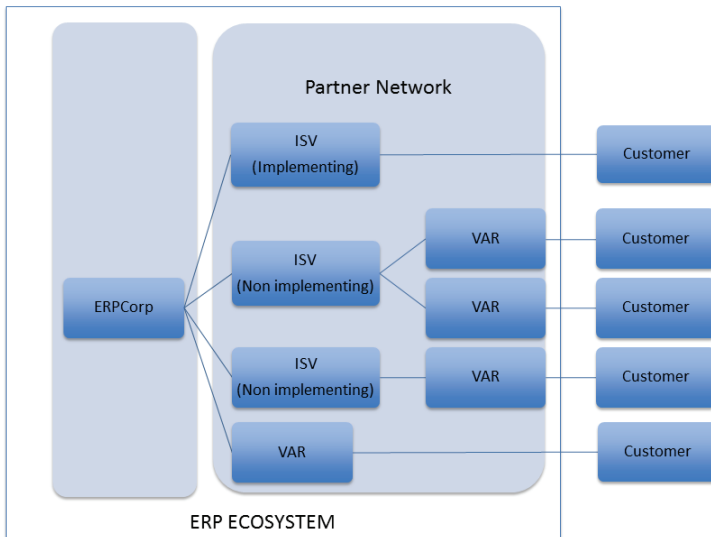 Partner Network
ISV
(Implementing)
Customer
VAR
Customer
ISV
(Non implementing)
ERPCorp
VAR
Customer
ISV
(Non implementing)
VAR
Customer
VAR
Customer
ERP ECOSYSTEM